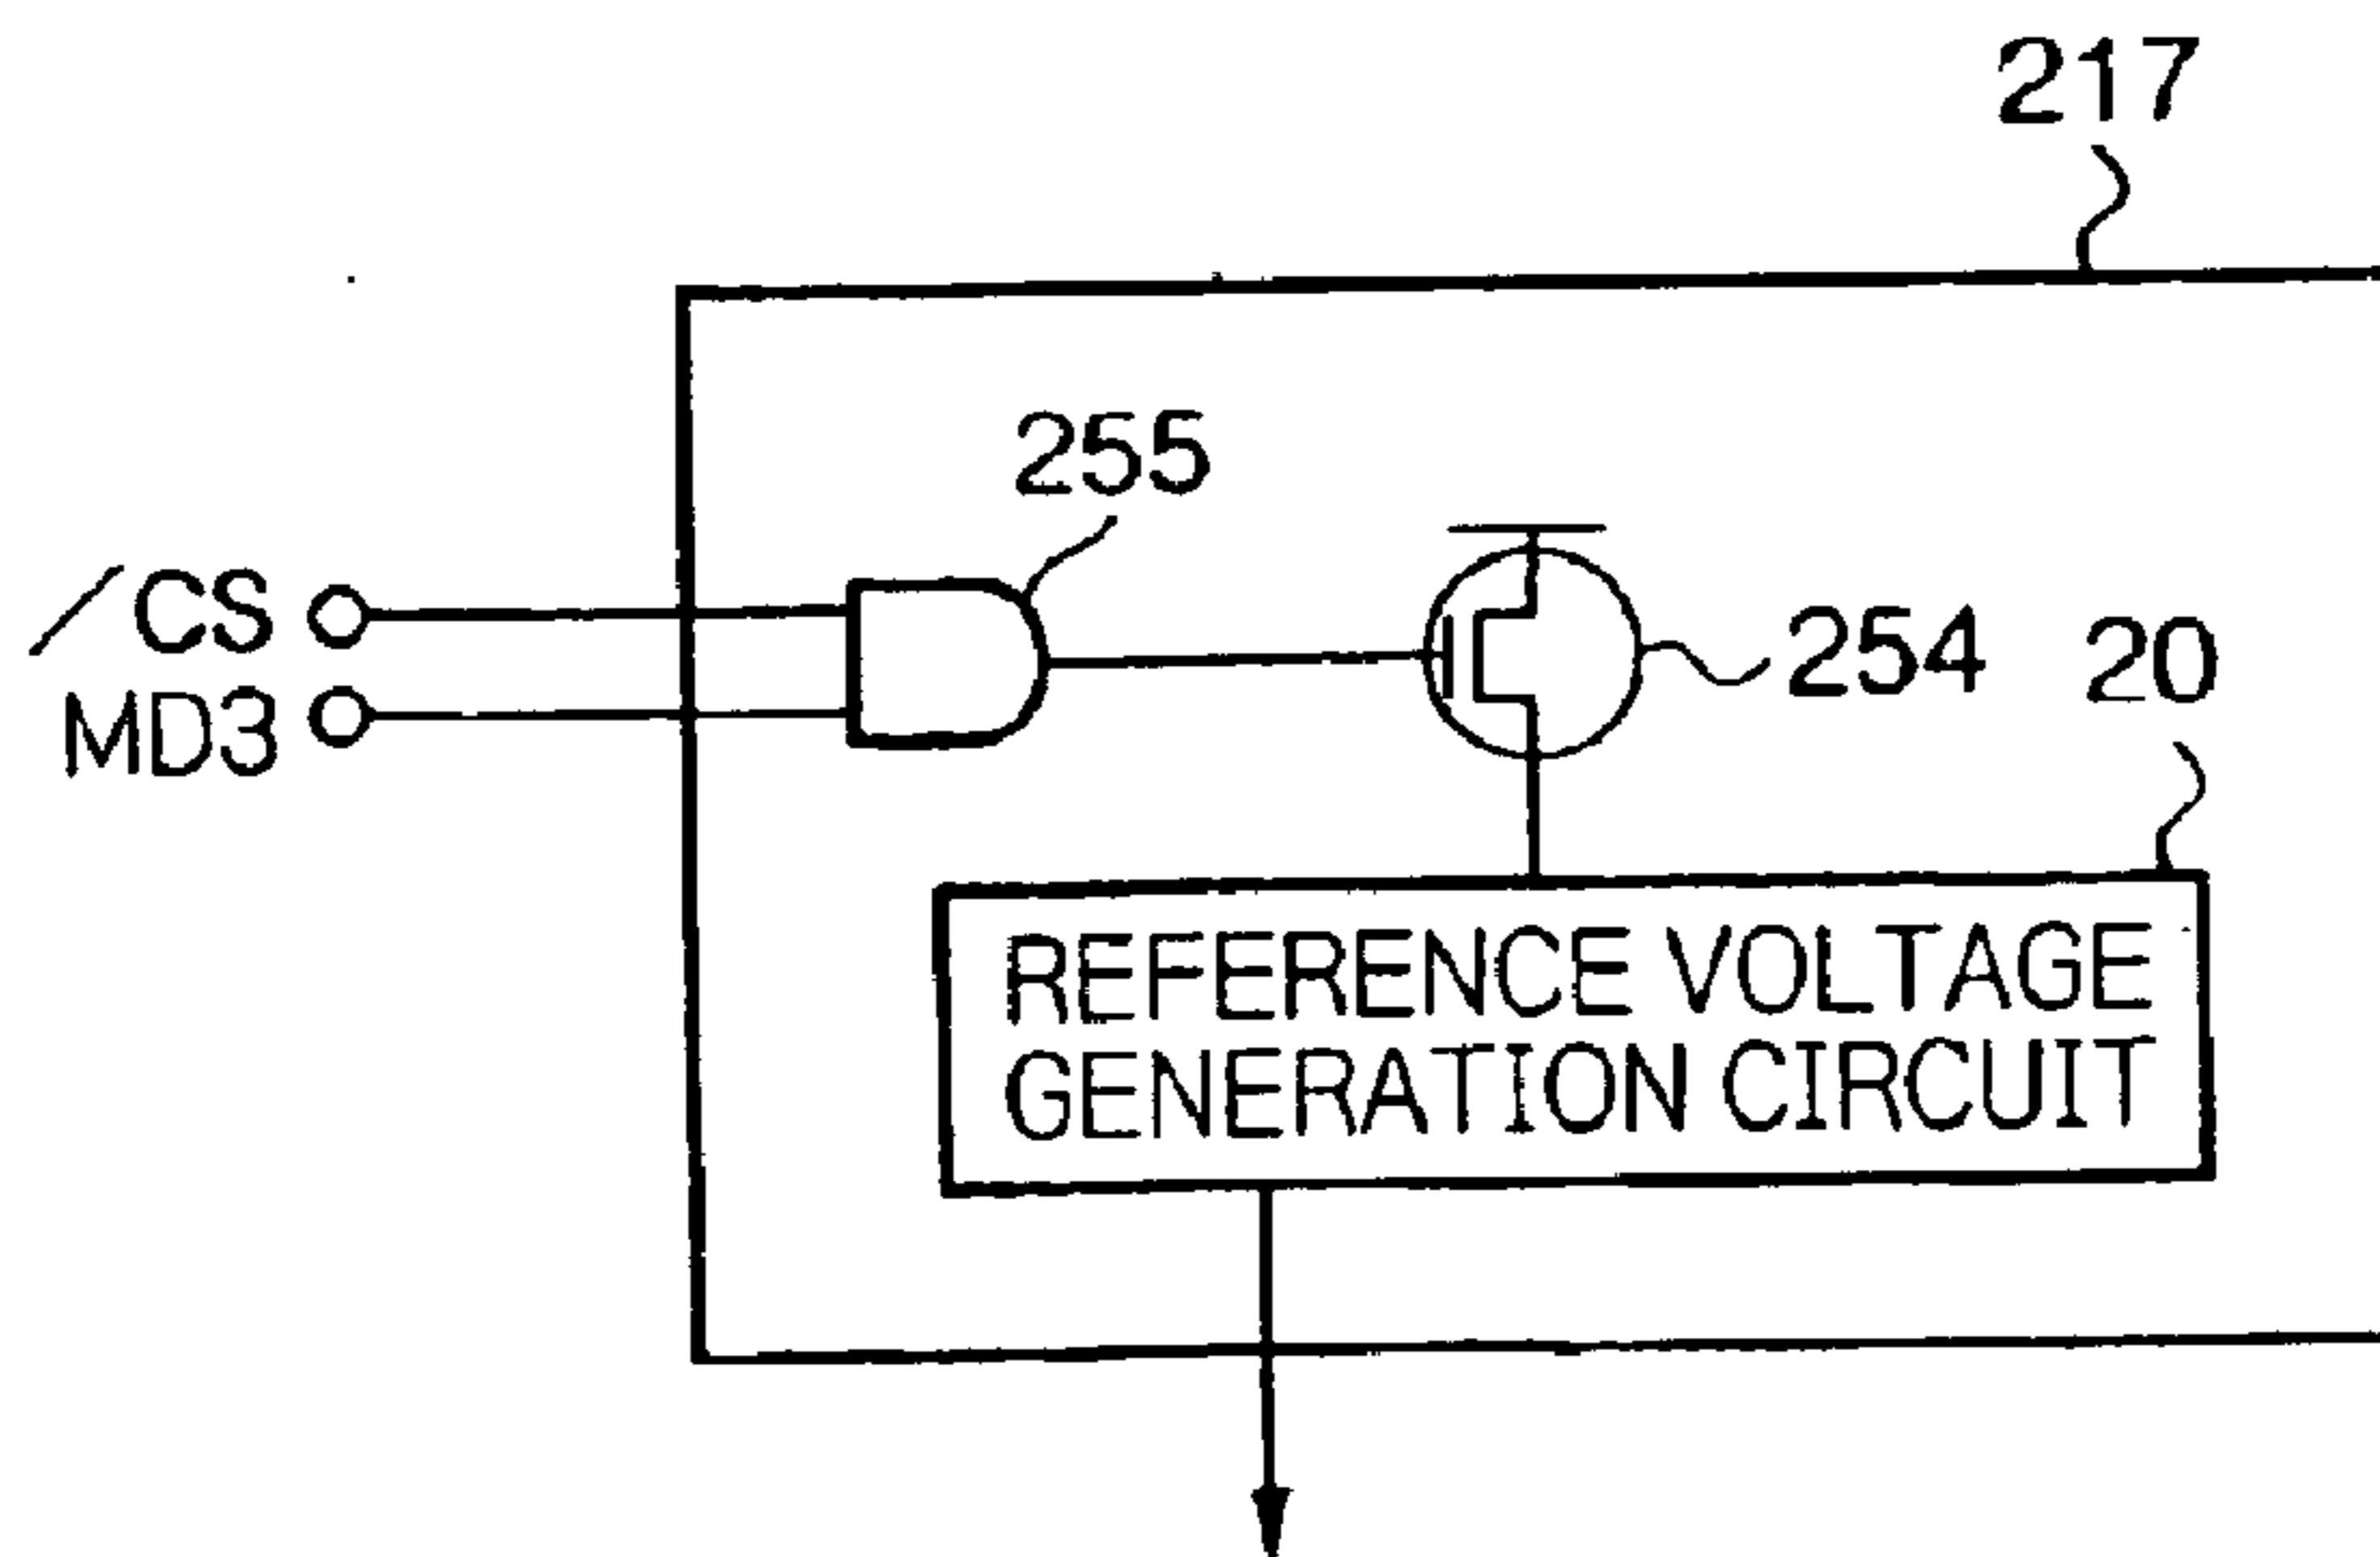 217
255
/CS
MD3
254
20
REFERENCE VOLTAGE
GENERATION CIRCUIT